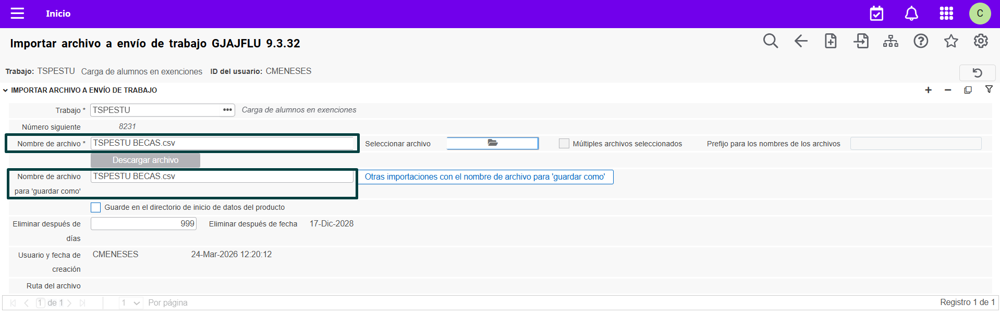 Inicio
C
Importar archivo a envío de trabajo GJAJFLU 9.3.32
Trabajo: TSPESTU Carga de alumnos en exenciones ID del usuario: CMENESES
IMPORTAR ARCHIVO A ENVÍO DE TRABAJO
Trabajo * TSPESTU ••• Carga de alumnos en exenciones
Número siguiente 8231
Nombre de archivo * TSPESTU BECAS.csv Seleccionar archivo Múltiples archivos seleccionados Prefijo para los nombres de los archivos
Descargar archivo
Nombre de archivo para 'guardar como' TSPESTU BECAS.csv Otras importaciones con el nombre de archivo para 'guardar como'
Guarde en el directorio de inicio de datos del producto
Eliminar después de días 999 Eliminar después de fecha 17-Dic-2028
Usuario y fecha de creación CMENESES 24-Mar-2026 12:20:12
Ruta del archivo
1 de 1 1 Por página Registro 1 de 1